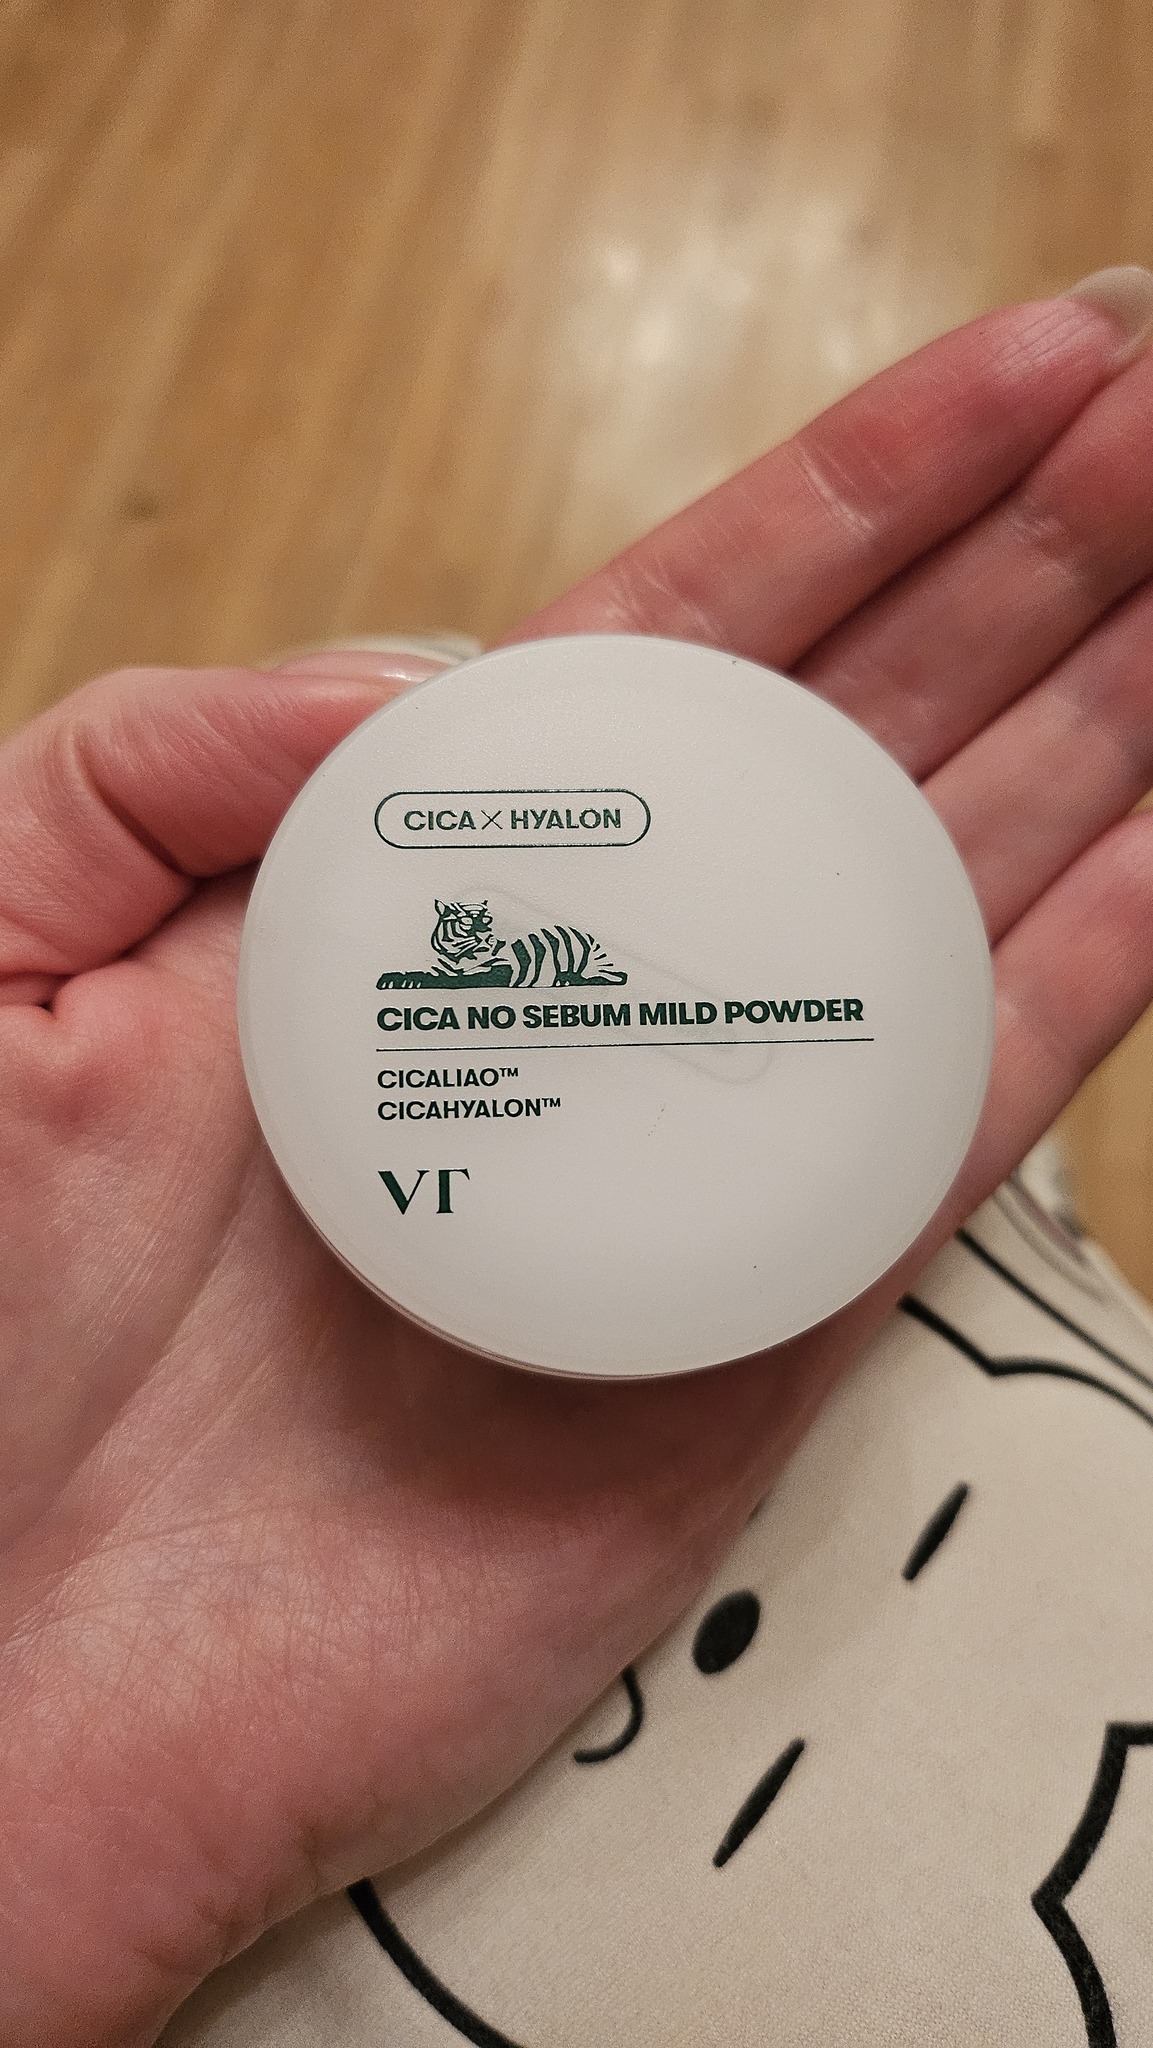 CICA×HYALON
CICA NO SEBUM MILD POWDER
CICALIAO™
CICAHYALON™
VT